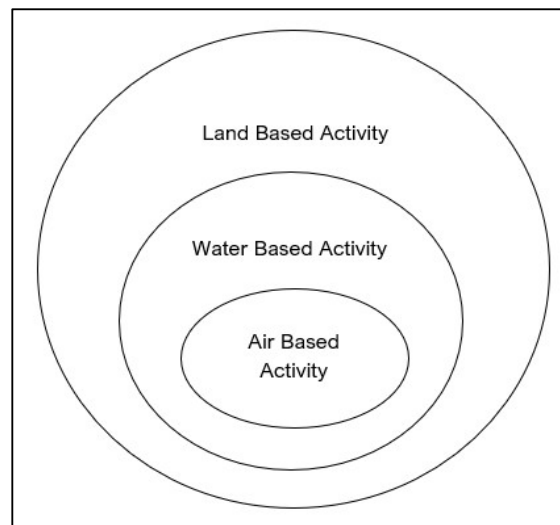 Land Based Activity
Water Based Activity
Air Based
Activity